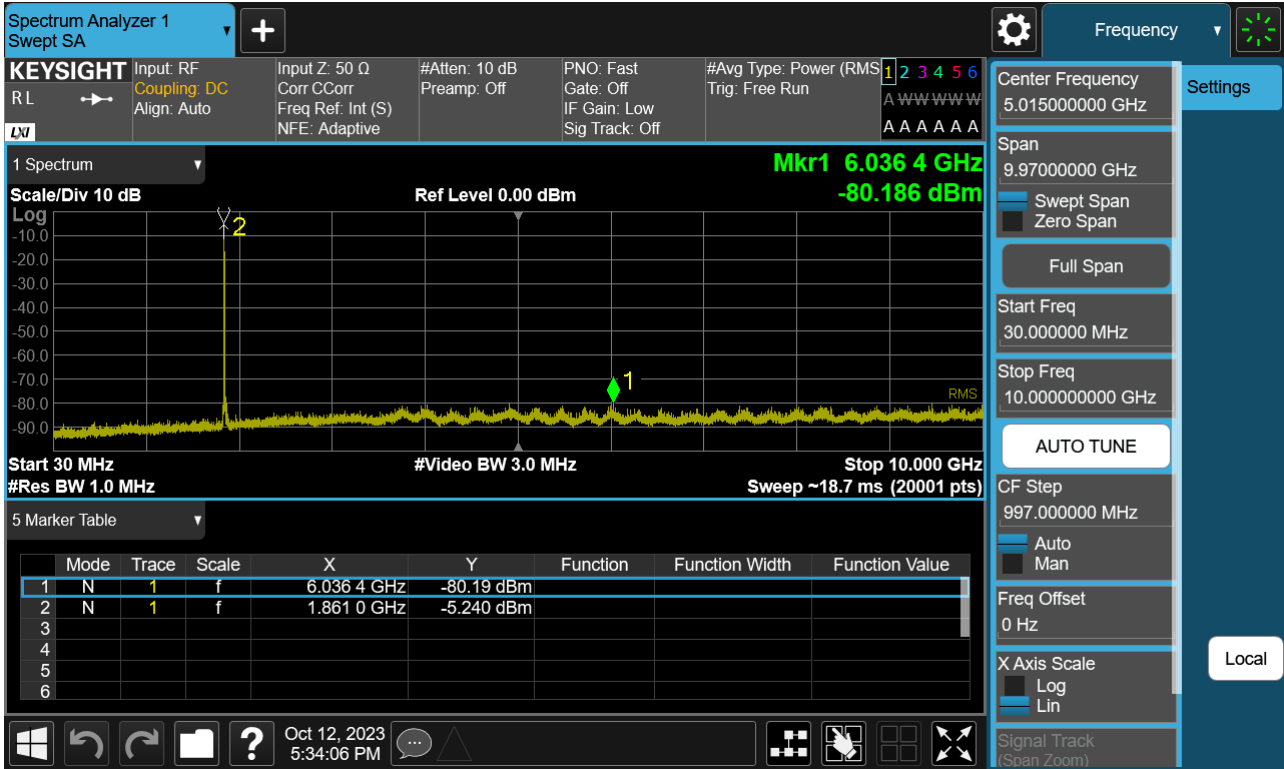 Spectrum Analyzer 1
Swept SA
Frequency
KEYSIGHT
R L
LXI
Input: RF
Coupling: DC
Align: Auto
Input Z: 50 Ω
Corr CCorr
Freq Ref: Int (S)
NFE: Adaptive
#Atten: 10 dB
Preamp: Off
PNO: Fast
Gate: Off
IF Gain: Low
Sig Track: Off
#Avg Type: Power (RMS
Trig: Free Run
1 2 3 4 5 6
A W W W W W
A A A A A A
1 Spectrum
Mkr1 6.036 4 GHz
-80.186 dBm
Scale/Div 10 dB
Ref Level 0.00 dBm
Log
2
-10.0
-20.0
-30.0
-40.0
-50.0
-60.0
-70.0
-80.0
-90.0
1
RMS
Start 30 MHz
#Video BW 3.0 MHz
Stop 10.000 GHz
#Res BW 1.0 MHz
Sweep ~18.7 ms (20001 pts)
5 Marker Table
Mode Trace Scale X Y Function Function Width Function Value
1 N 1 f 6.036 4 GHz -80.19 dBm
2 N 1 f 1.861 0 GHz -5.240 dBm
3
4
5
6
?
Oct 12, 2023
5:34:06 PM
Center Frequency
5.015000000 GHz
Span
9.97000000 GHz
Swept Span
Zero Span
Full Span
Start Freq
30.000000 MHz
Stop Freq
10.000000000 GHz
AUTO TUNE
CF Step
997.000000 MHz
Auto
Man
Freq Offset
0 Hz
X Axis Scale
Log
Lin
Signal Track
(Span Zoom)
Settings
Local